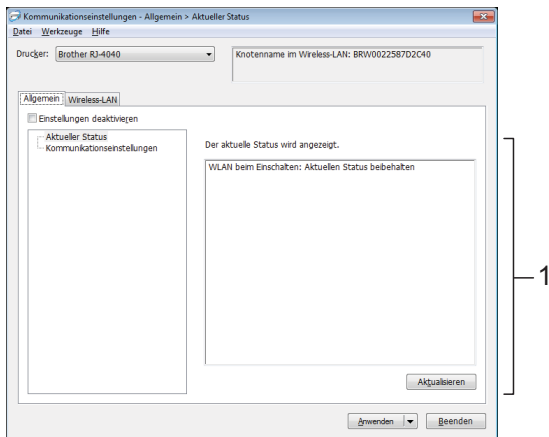 Kommunikationseinstellungen - Allgemein > Aktueller Status
Datei Werkzeuge Hilfe
Drucker: Brother RJ-4040
Knotenname im Wireless-LAN: BRW0022587D2C40
Allgemein Wireless-LAN
Einstellungen deaktivieren
Aktueller Status
Kommunikationseinstellungen
Der aktuelle Status wird angezeigt.
WLAN beim Einschalten: Aktuellen Status beibehalten
1
Aktualisieren
Anwenden Beenden